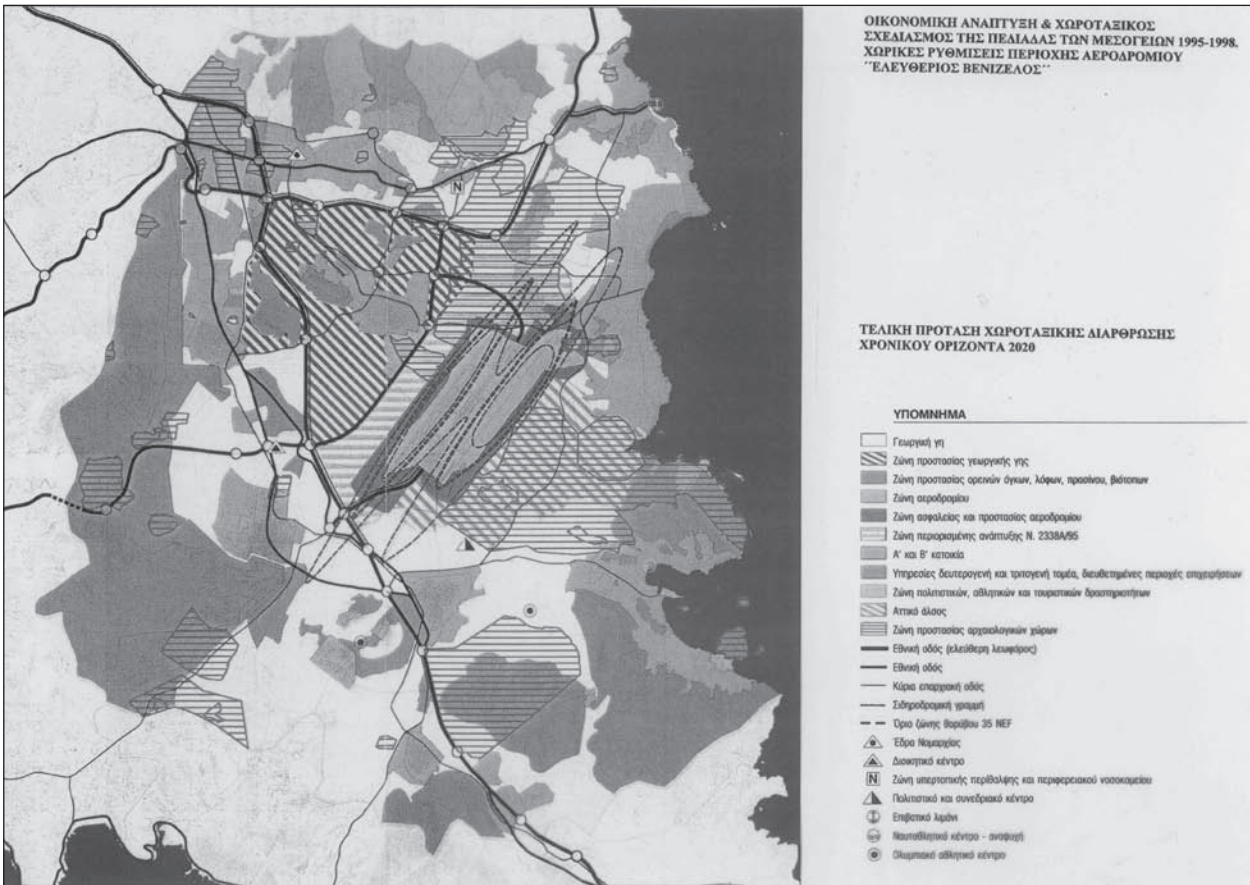 ΟΙΚΟΝΟΜΙΚΗ ΑΝΑΠΤΥΞΗ & ΧΩΡΟΤΑΞΙΚΟΣ
ΣΧΕΔΙΑΣΜΟΣ ΤΗΣ ΠΕΔΙΑΔΑΣ ΤΩΝ ΜΕΣΟΓΕΙΩΝ 1995-1998.
ΧΩΡΙΚΕΣ ΡΥΘΜΙΣΕΙΣ ΠΕΡΙΟΧΗΣ ΑΕΡΟΔΡΟΜΙΟΥ
¨ΕΛΕΥΘΕΡΙΟΣ ΒΕΝΙΖΕΛΟΣ¨
ΤΕΛΙΚΗ ΠΡΟΤΑΣΗ ΧΩΡΟΤΑΞΙΚΗΣ ΔΙΑΡΘΡΩΣΗΣ
ΧΡΟΝΙΚΟΥ ΟΡΙΖΟΝΤΑ 2020
ΥΠΟΜΝΗΜΑ
Γεωργική γη
Ζώνη προστασίας γεωργικής γης
Ζώνη προστασίας ορεινών όγκων, λόφων, πρασίνου, βιότοπων
Ζώνη αεροδρομίου
Ζώνη ασφαλείας και προστασίας αεροδρομίου
Ζώνη περιορισμένης ανάπτυξης Ν. 2338Α/95
Α' και Β' κατοικία
Υπηρεσίες δευτερογενή και τριτογενή τομέα, διευθετημένες περιοχές επιχειρήσεων
Ζώνη πολιτιστικών, αθλητικών και τουριστικών δραστηριοτήτων
Αττικό άλσος
Ζώνη προστασίας αρχαιολογικών χώρων
Εθνική οδός (ελεύθερη λεωφόρος)
Εθνική οδός
Κύρια επαρχιακή οδός
Σιδηροδρομική γραμμή
Όριο ζώνης θορύβου 35 NEF
Έδρα Νομαρχίας
Διοικητικό κέντρο
N Ζώνη υπερτοπικής περίθαλψης και περιφερειακού νοσοκομείου
Πολιτιστικό και συνεδριακό κέντρο
Επιβατικό λιμάνι
Ναυταθλητικό κέντρο - αναψυχή
Ολυμπιακό αθλητικό κέντρο
N